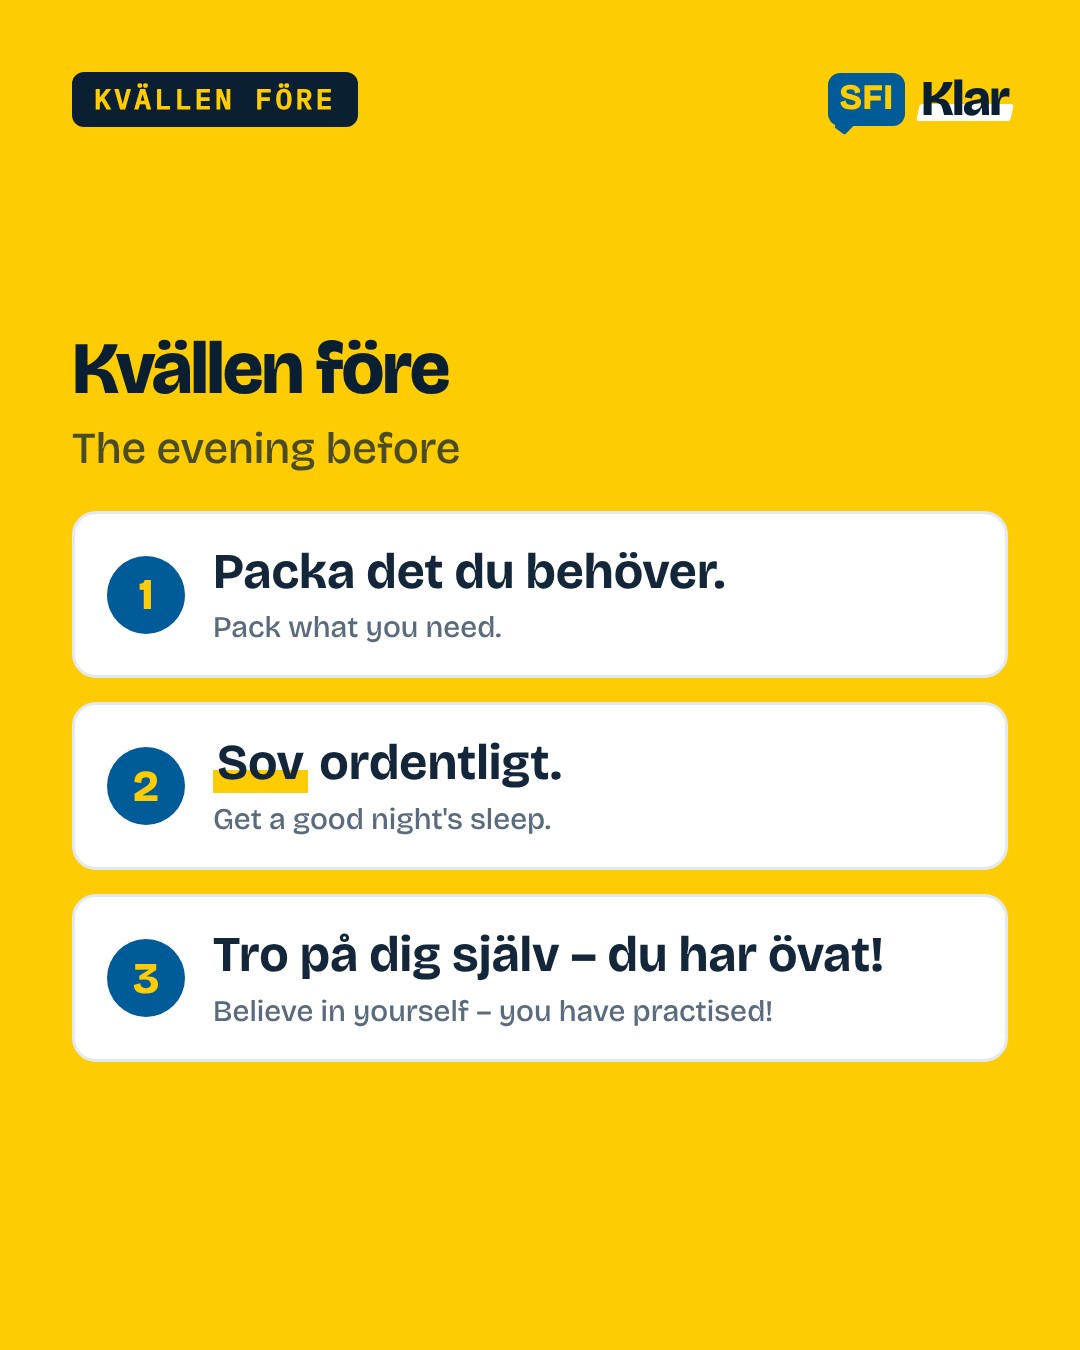 KVÄLLEN FÖRE
SFI Klar
Kvällen före
The evening before
1
Packa det du behöver.
Pack what you need.
2
Sov ordentligt.
Get a good night's sleep.
3
Tro på dig själv – du har övat!
Believe in yourself – you have practised!